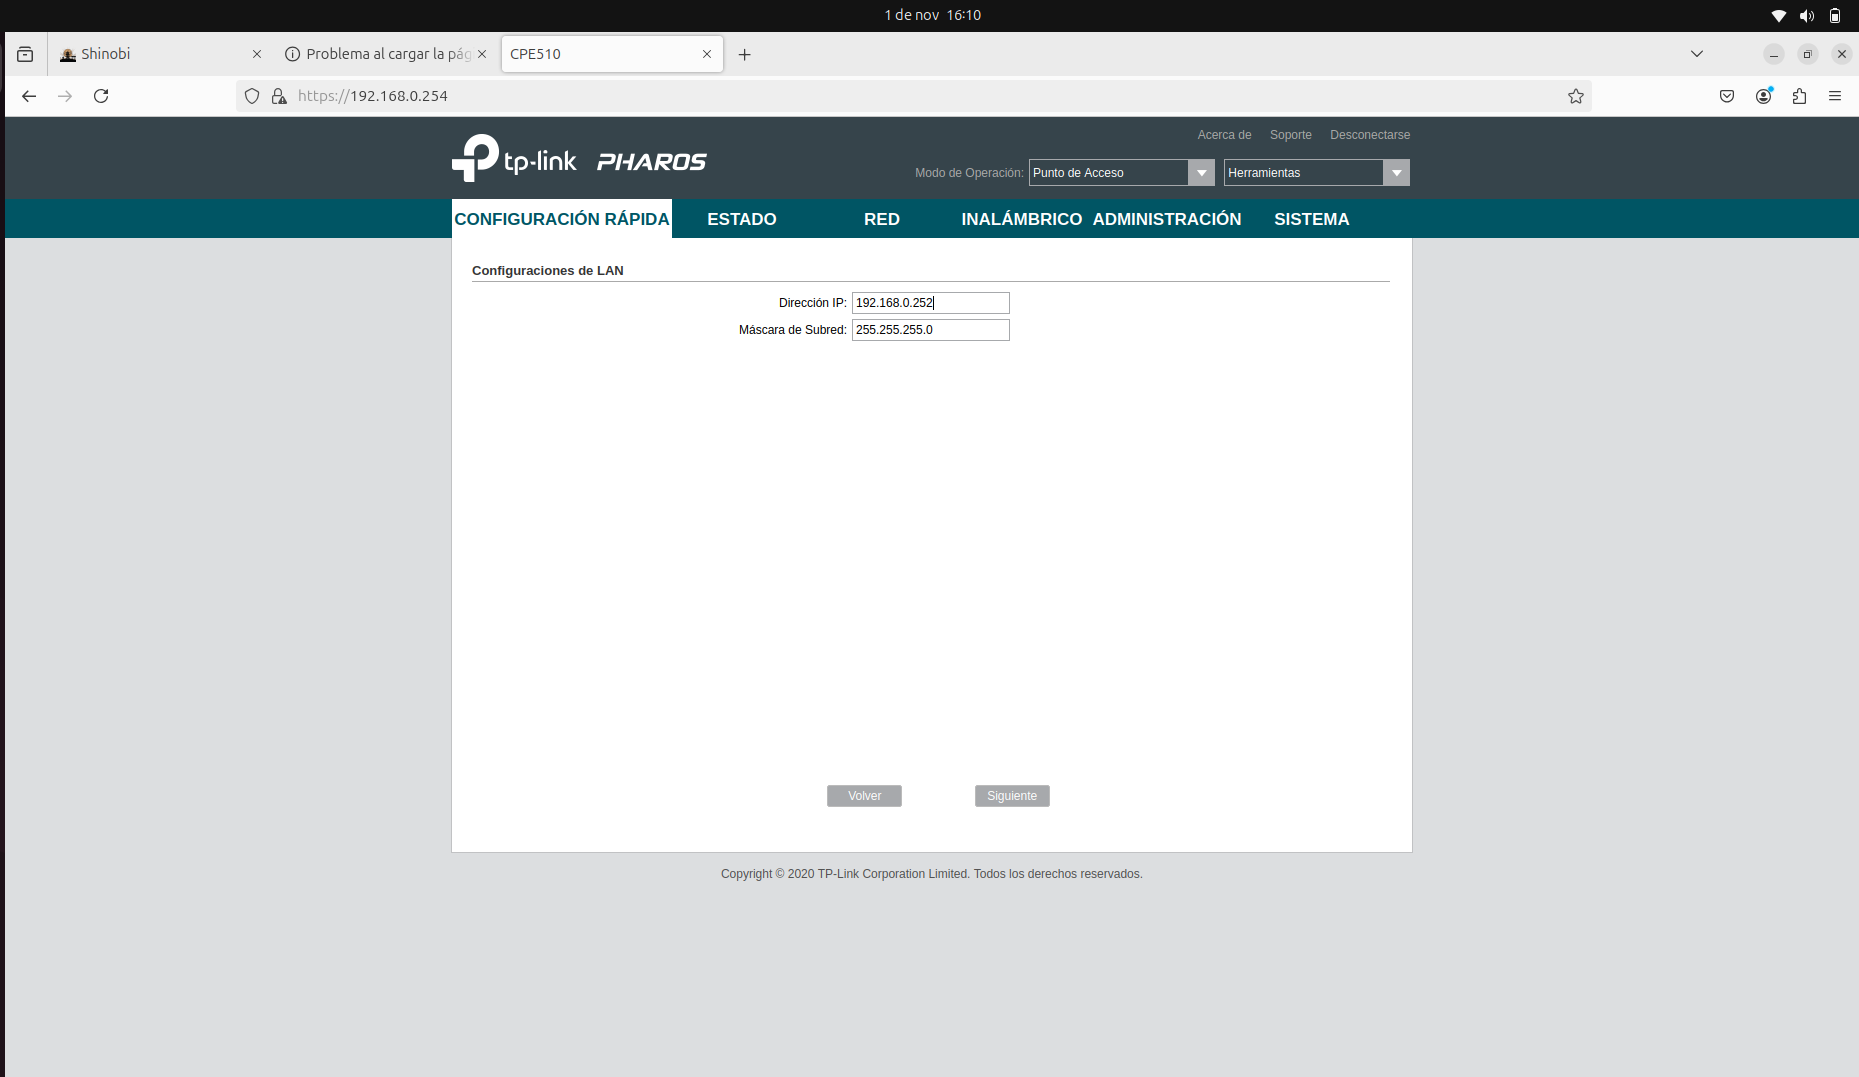 1 de nov 16:10
Shinobi
Problema al cargar la pág
CPE510
https://192.168.0.254
Acerca de Soporte Desconectarse
tp-link PHAROS
Modo de Operación: Punto de Acceso Herramientas
CONFIGURACIÓN RÁPIDA ESTADO RED INALÁMBRICO ADMINISTRACIÓN SISTEMA
Configuraciones de LAN
Dirección IP: 192.168.0.252
Máscara de Subred: 255.255.255.0
Volver Siguiente
Copyright © 2020 TP-Link Corporation Limited. Todos los derechos reservados.